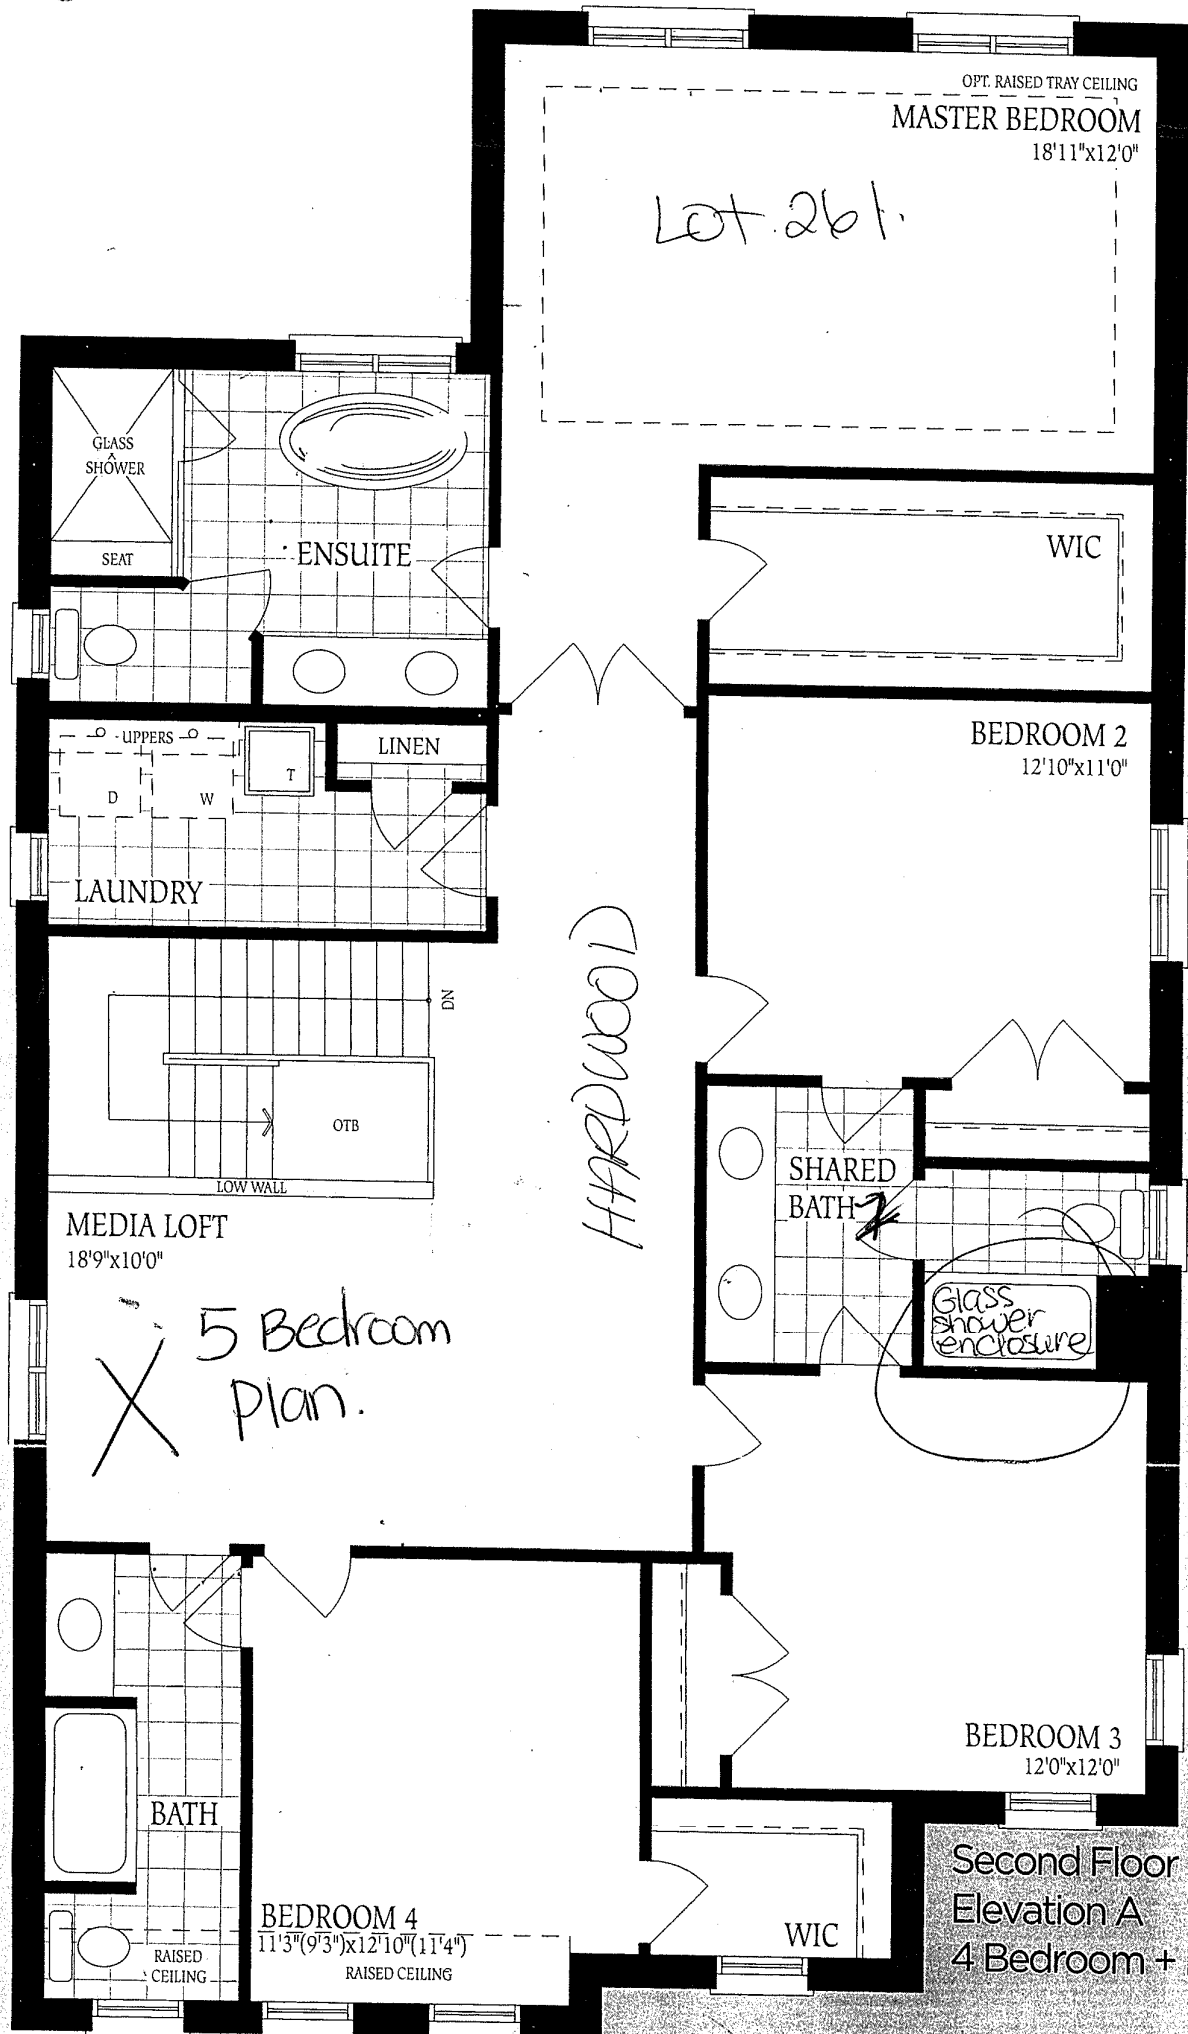 OPT. RAISED TRAY CEILING
MASTER BEDROOM
18'11"x12'0"
Lot 261.
GLASS
SHOWER
SEAT
ENSUITE
WIC
UPPERS
D
W
T
LINEN
LAUNDRY
BEDROOM 2
12'10"x11'0"
HARDWOOD
DN
OTB
LOW WALL
SHARED
BATH
MEDIA LOFT
18'9"x10'0"
Glass
shower
enclosure
X
5 Bedroom
plan.
BEDROOM 3
12'0"x12'0"
BATH
RAISED
CEILING
BEDROOM 4
11'3"(9'3")x12'10"(11'4")
RAISED CEILING
WIC
Second Floor
Elevation A
4 Bedroom +